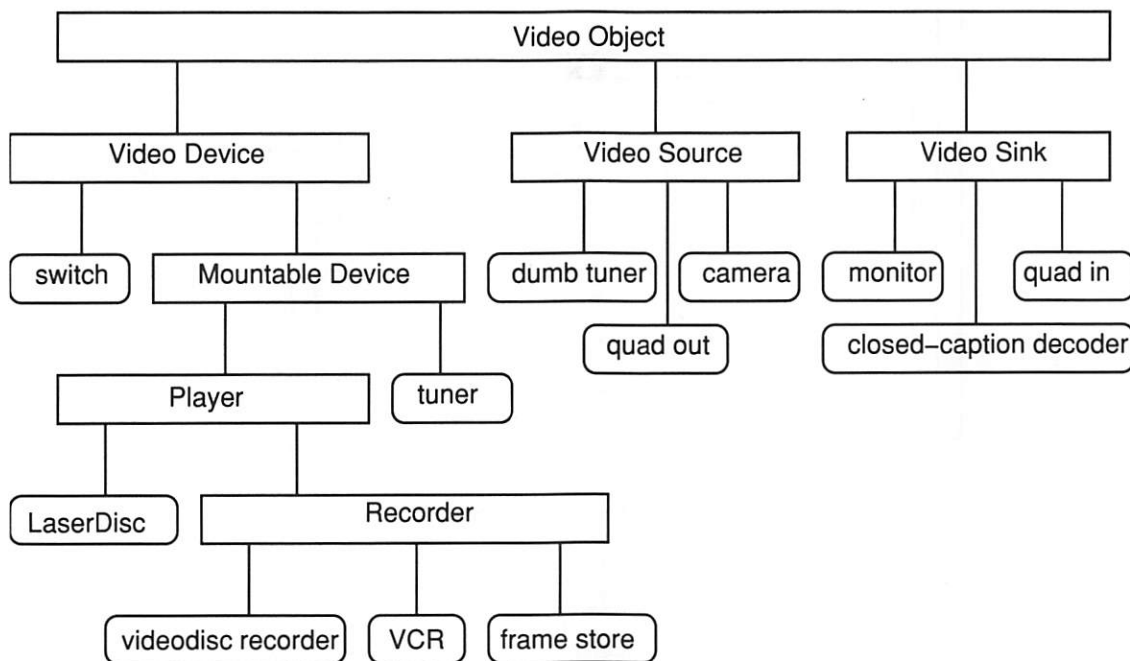 Video Object
Video Device
Video Source
Video Sink
switch
Mountable Device
dumb tuner
camera
monitor
quad in
quad out
closed–caption decoder
Player
tuner
LaserDisc
Recorder
videodisc recorder
VCR
frame store